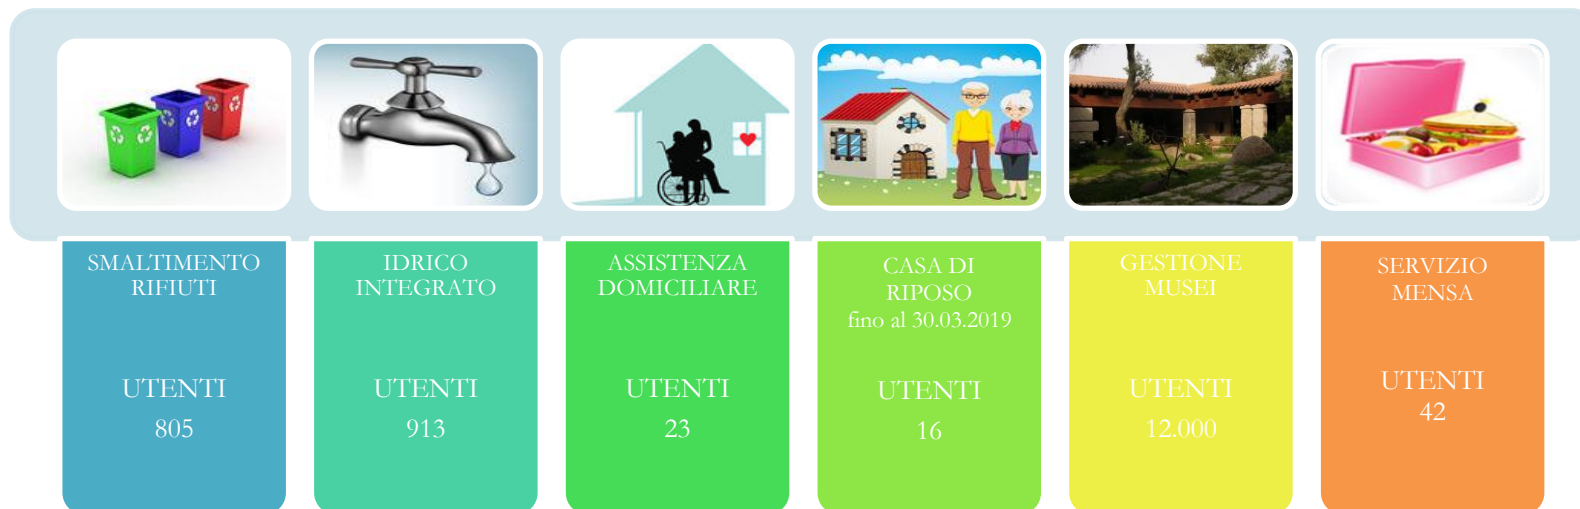 SMALTIMENTO
RIFIUTI
UTENTI
805
IDRICO
INTEGRATO
UTENTI
913
ASSISTENZA
DOMICILIARE
UTENTI
23
CASA DI
RIPOSO
fino al 30.03.2019
UTENTI
16
GESTIONE
MUSEI
UTENTI
12.000
SERVIZIO
MENSA
UTENTI
42